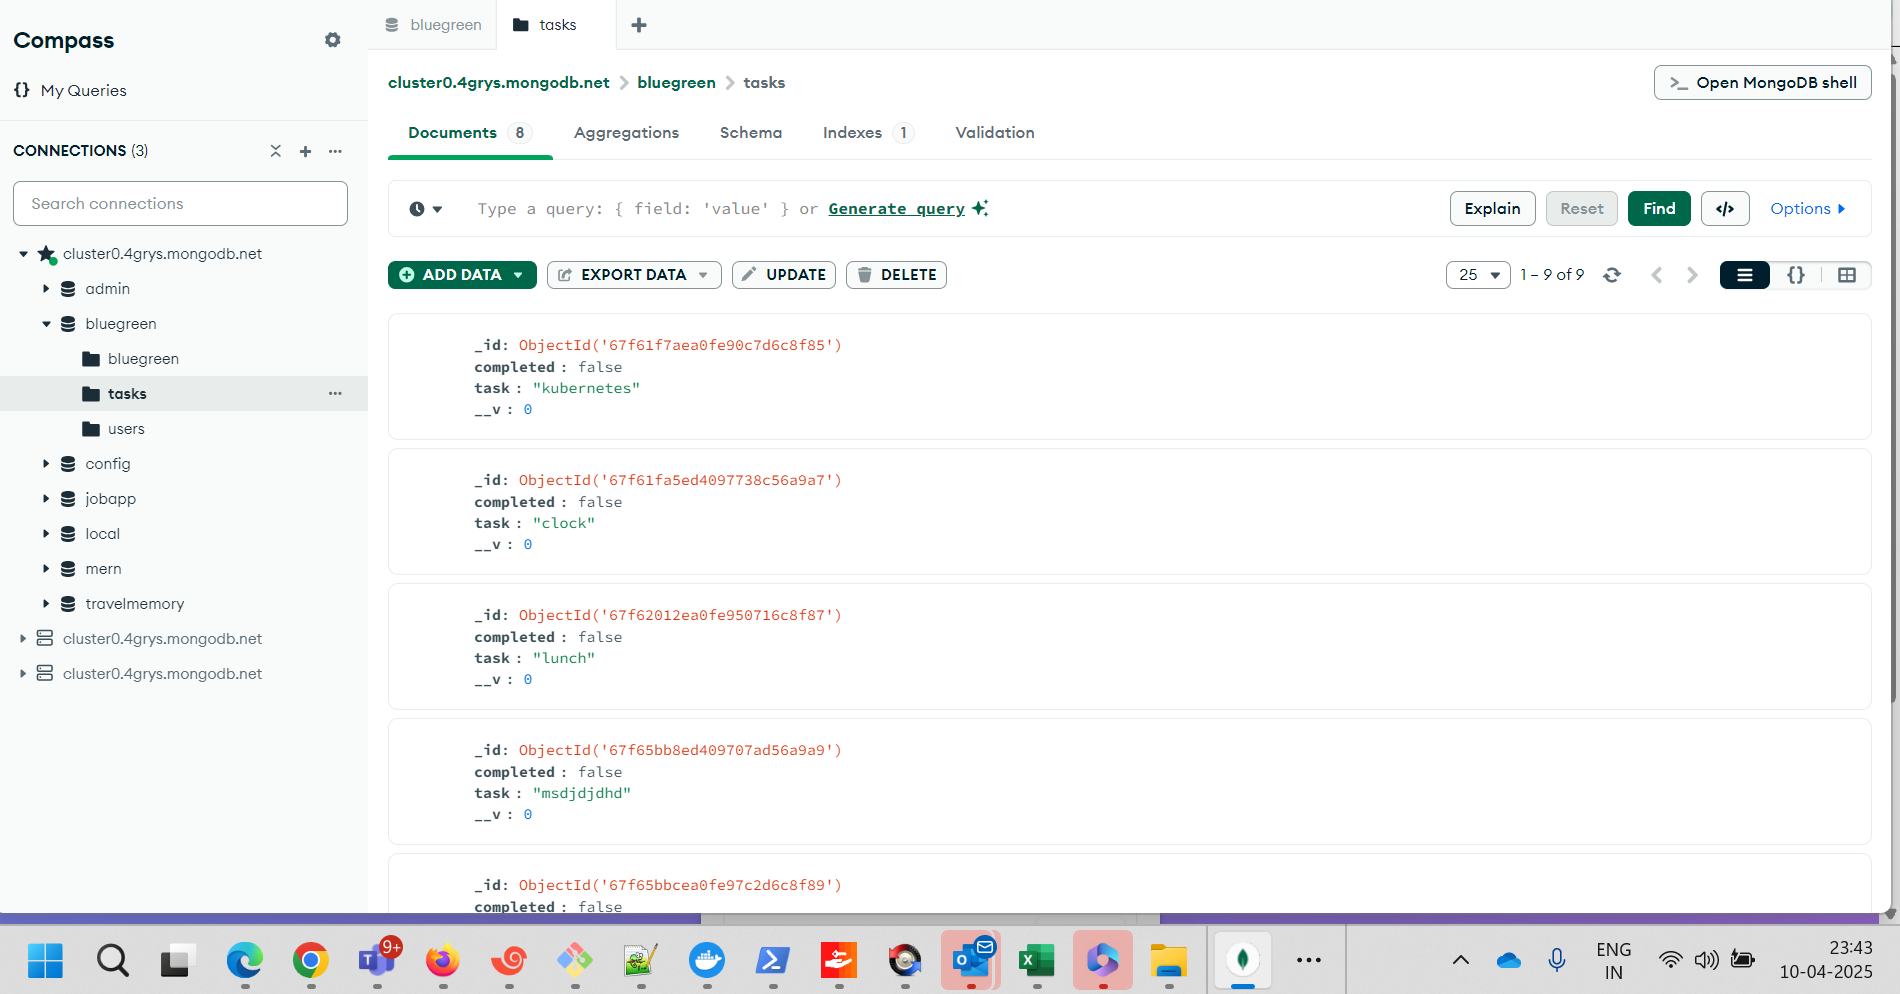 Compass
My Queries
CONNECTIONS (3)
Search connections
cluster0.4grys.mongodb.net
admin
bluegreen
bluegreen
tasks
users
config
jobapp
local
mern
travelmemory
cluster0.4grys.mongodb.net
cluster0.4grys.mongodb.net
bluegreen
tasks
cluster0.4grys.mongodb.net > bluegreen > tasks
>_ Open MongoDB shell
Documents 8 Aggregations Schema Indexes 1 Validation
Type a query: { field: 'value' } or Generate query
Explain Reset Find </> Options
ADD DATA EXPORT DATA UPDATE DELETE
25 1 – 9 of 9 {}
_id: ObjectId('67f61f7aea0fe90c7d6c8f85')
completed : false
task : "kubernetes"
__v : 0
_id: ObjectId('67f61fa5ed4097738c56a9a7')
completed : false
task : "clock"
__v : 0
_id: ObjectId('67f62012ea0fe950716c8f87')
completed : false
task : "lunch"
__v : 0
_id: ObjectId('67f65bb8ed409707ad56a9a9')
completed : false
task : "msdjdjdhd"
__v : 0
_id: ObjectId('67f65bbcea0fe97c2d6c8f89')
completed : false
9+
ENG
IN
23:43
10-04-2025